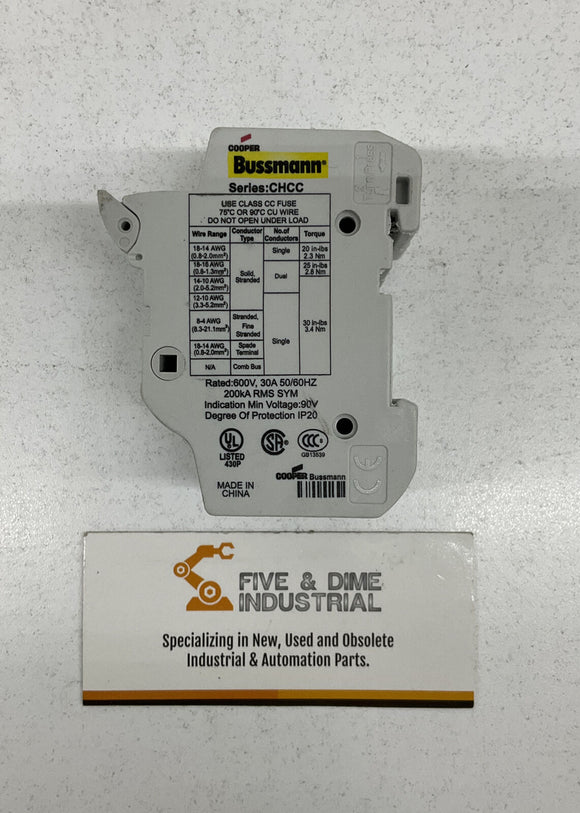 COOPER
Bussmann®
Series:CHCC
USE CLASS CC FUSE
75°C OR 90°C CU WIRE
DO NOT OPEN UNDER LOAD
Wire Range Conductor Type No.of Conductors Torque
18-14 AWG (0.8-2.0mm²) Solid, Stranded Single 20 in-lbs 2.3 Nm
18-16 AWG (0.8-1.3mm²) Dual 25 in-lbs 2.8 Nm
14-10 AWG (2.0-5.2mm²)
12-10 AWG (3.3-5.2mm²) Single 30 in-lbs 3.4 Nm
8-4 AWG (8.3-21.1mm²) Stranded, Fine Stranded
18-14 AWG (0.8-2.0mm²) Spade Terminal
N/A Comb Bus
Rated:600V, 30A 50/60HZ
200kA RMS SYM
Indication Min Voltage:90V
Degree Of Protection IP20
UL SA CCC
LISTED
430P
GB13539
COOPER Bussmann
MADE IN
CHINA
CE
FIVE & DIME
INDUSTRIAL
Specializing in New, Used and Obsolete
Industrial & Automation Parts.